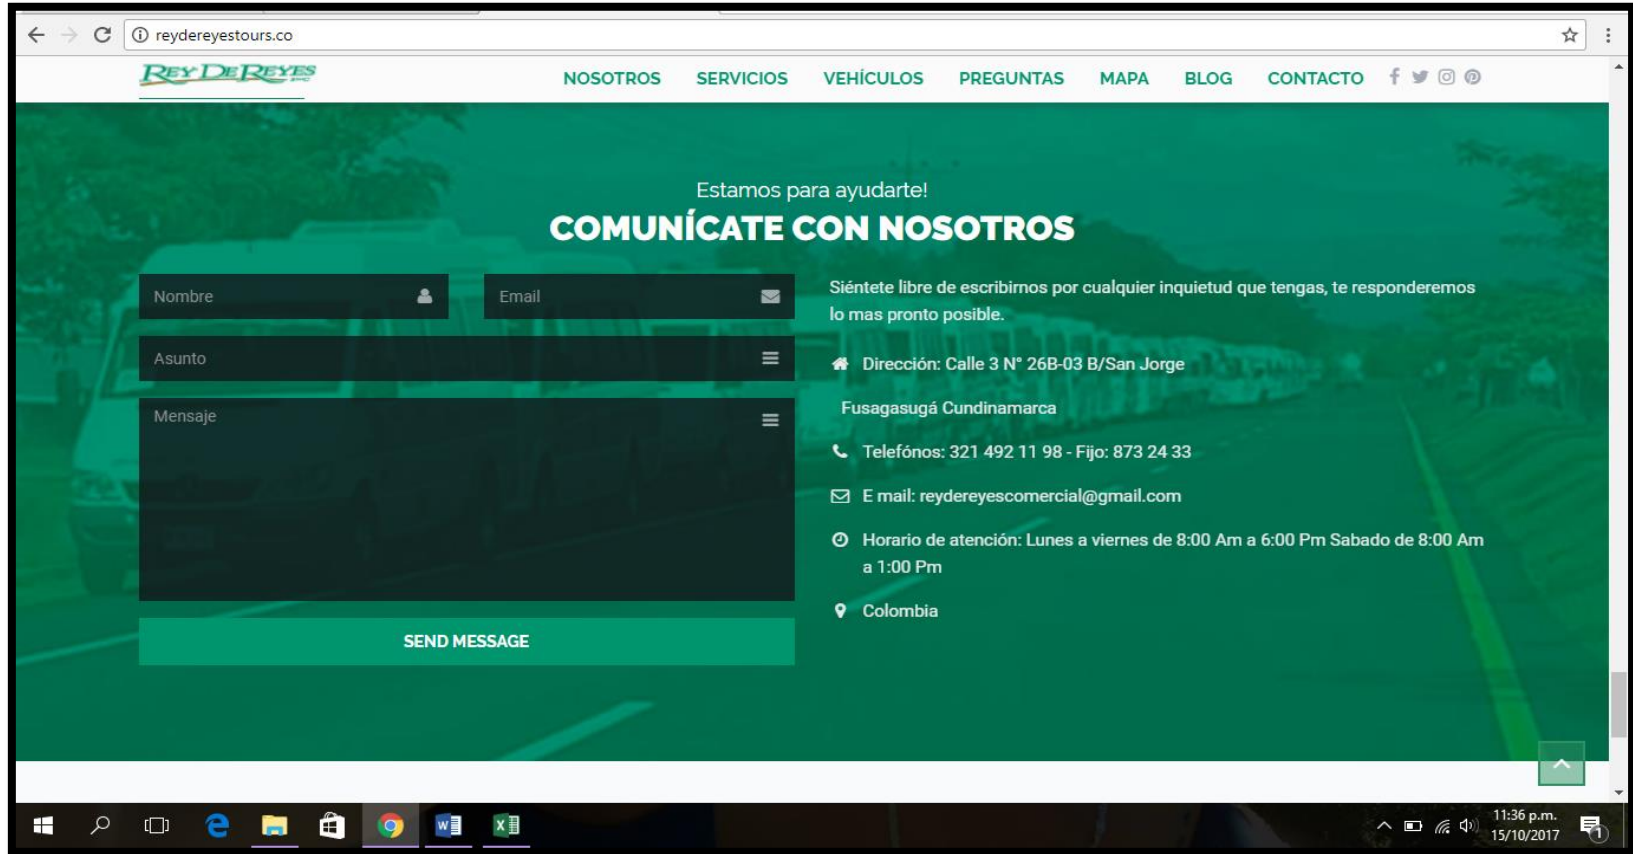 reydereyestours.co
REY DE REYES
NOSOTROS SERVICIOS VEHÍCULOS PREGUNTAS MAPA BLOG CONTACTO
Estamos para ayudarte!
COMUNÍCATE CON NOSOTROS
Nombre
Email
Asunto
Mensaje
SEND MESSAGE
Siéntete libre de escribirnos por cualquier inquietud que tengas, te responderemos
lo mas pronto posible.
Dirección: Calle 3 N° 26B-03 B/San Jorge
Fusagasugá Cundinamarca
Telefónos: 321 492 11 98 - Fijo: 873 24 33
E mail: reydereyescomercial@gmail.com
Horario de atención: Lunes a viernes de 8:00 Am a 6:00 Pm Sabado de 8:00 Am
a 1:00 Pm
Colombia
11:36 p.m.
15/10/2017
1